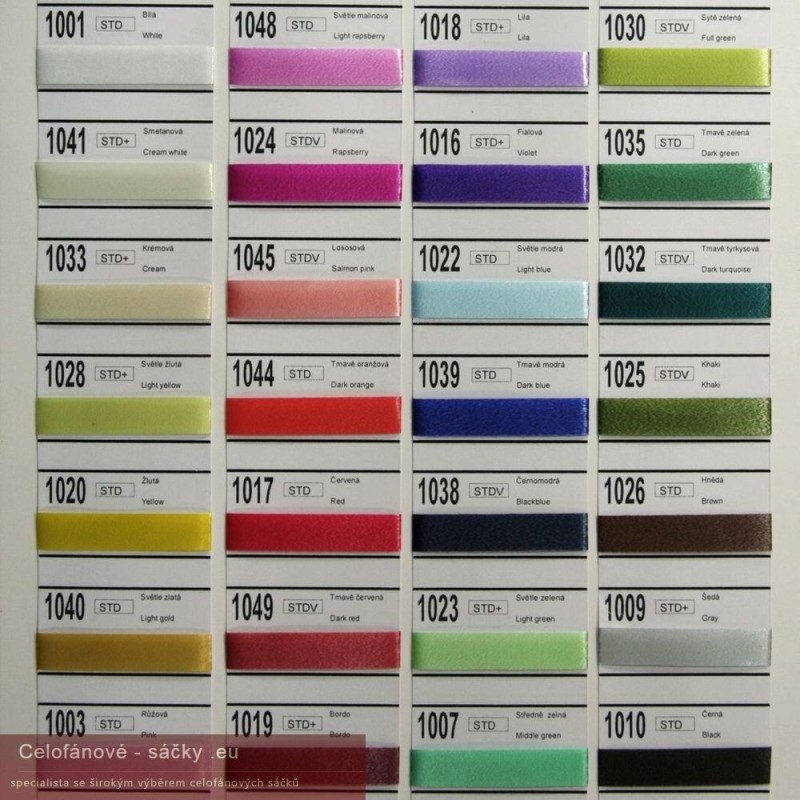 1001 STD Bílá
White
1048 STD Světle malinová
Light rapsberry
1018 STD+ Lila
Lila
1030 STDV Sytě zelená
Full green
1041 STD+ Smetanová
Cream white
1024 STDV Malinová
Rapsberry
1016 STD+ Fialová
Violet
1035 STD Tmavě zelená
Dark green
1033 STD+ Krémová
Cream
1045 STDV Lososová
Salmon pink
1022 STD Světle modrá
Light blue
1032 STDV Tmavě tyrkysová
Dark turquoise
1028 STD+ Světle žlutá
Light yellow
1044 STD Tmavě oranžová
Dark orange
1039 STD Tmavě modrá
Dark blue
1025 STDV Khaki
Khaki
1020 STD Žlutá
Yellow
1017 STD Červená
Red
1038 STDV Černomodrá
Blackblue
1026 STD Hnědá
Brown
1040 STD Světle zlatá
Light gold
1049 STDV Tmavě červená
Dark red
1023 STD+ Světle zelená
Light green
1009 STD+ Šedá
Gray
1003 STD Růžová
Pink
1019 STD+ Bordo
Bordo
1007 STD Středně zelná
Middle green
1010 STD Černá
Black
Celofánové - sáčky .eu
specialista se širokým výběrem celofánových sáčků